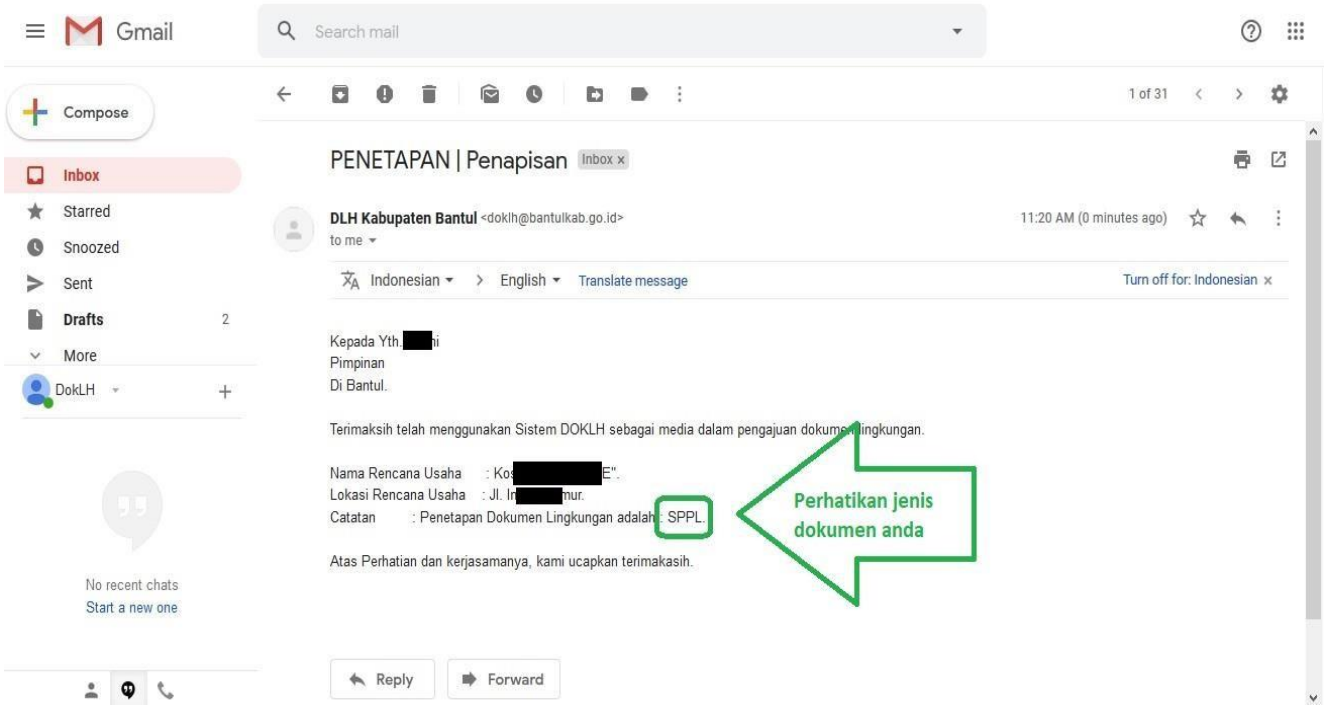 Gmail
Search mail
Compose
1 of 31
Inbox
Starred
Snoozed
Sent
Drafts 2
More
DokLH
No recent chats
Start a new one
PENETAPAN | Penapisan Inbox x
DLH Kabupaten Bantul <doklh@bantulkab.go.id> 11:20 AM (0 minutes ago)
to me
Indonesian > English Translate message Turn off for: Indonesian x
Kepada Yth. hi
Pimpinan
Di Bantul.
Terimaksih telah menggunakan Sistem DOKLH sebagai media dalam pengajuan dokumen lingkungan.
Nama Rencana Usaha : Kos E".
Lokasi Rencana Usaha : Jl. In mur.
Catatan : Penetapan Dokumen Lingkungan adalah : SPPL.
Atas Perhatian dan kerjasamanya, kami ucapkan terimakasih.
Perhatikan jenis
dokumen anda
Reply Forward